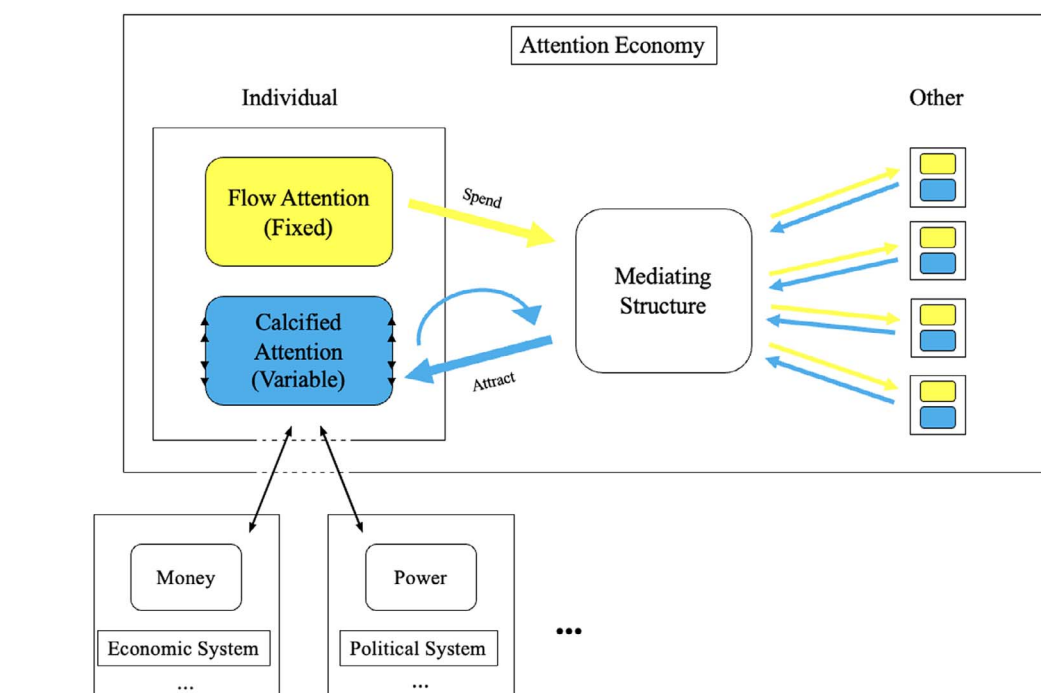 Attention Economy
Individual
Other
Flow Attention
(Fixed)
Spend
Mediating
Structure
Calcified
Attention
(Variable)
Attract
Money
Power
Economic System
Political System
...
...
...